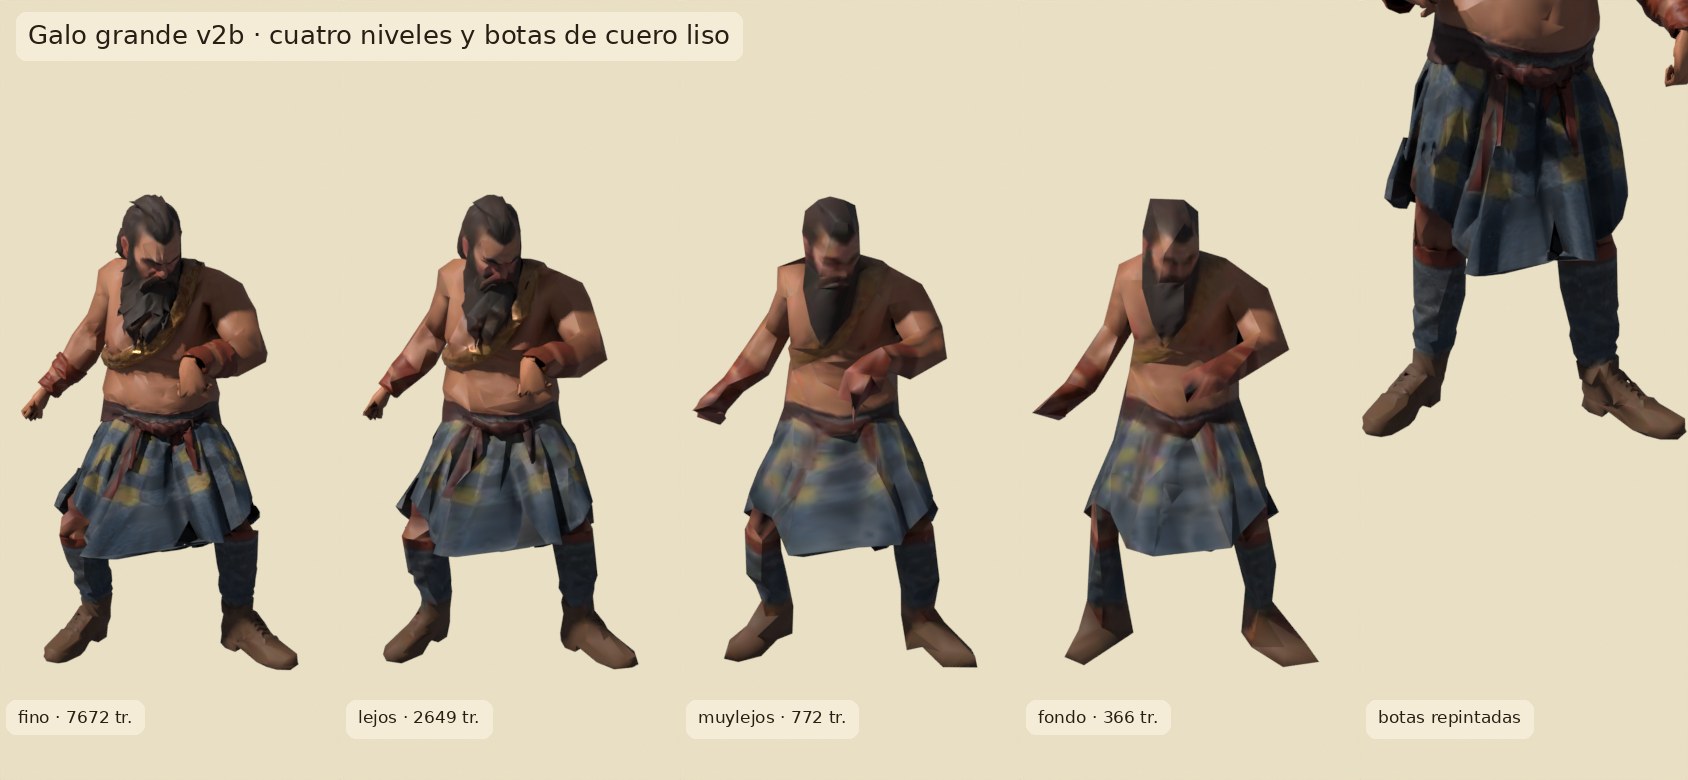 Galo grande v2b · cuatro niveles y botas de cuero liso
fino · 7672 tr.
lejos · 2649 tr.
muylejos · 772 tr.
fondo · 366 tr.
botas repintadas